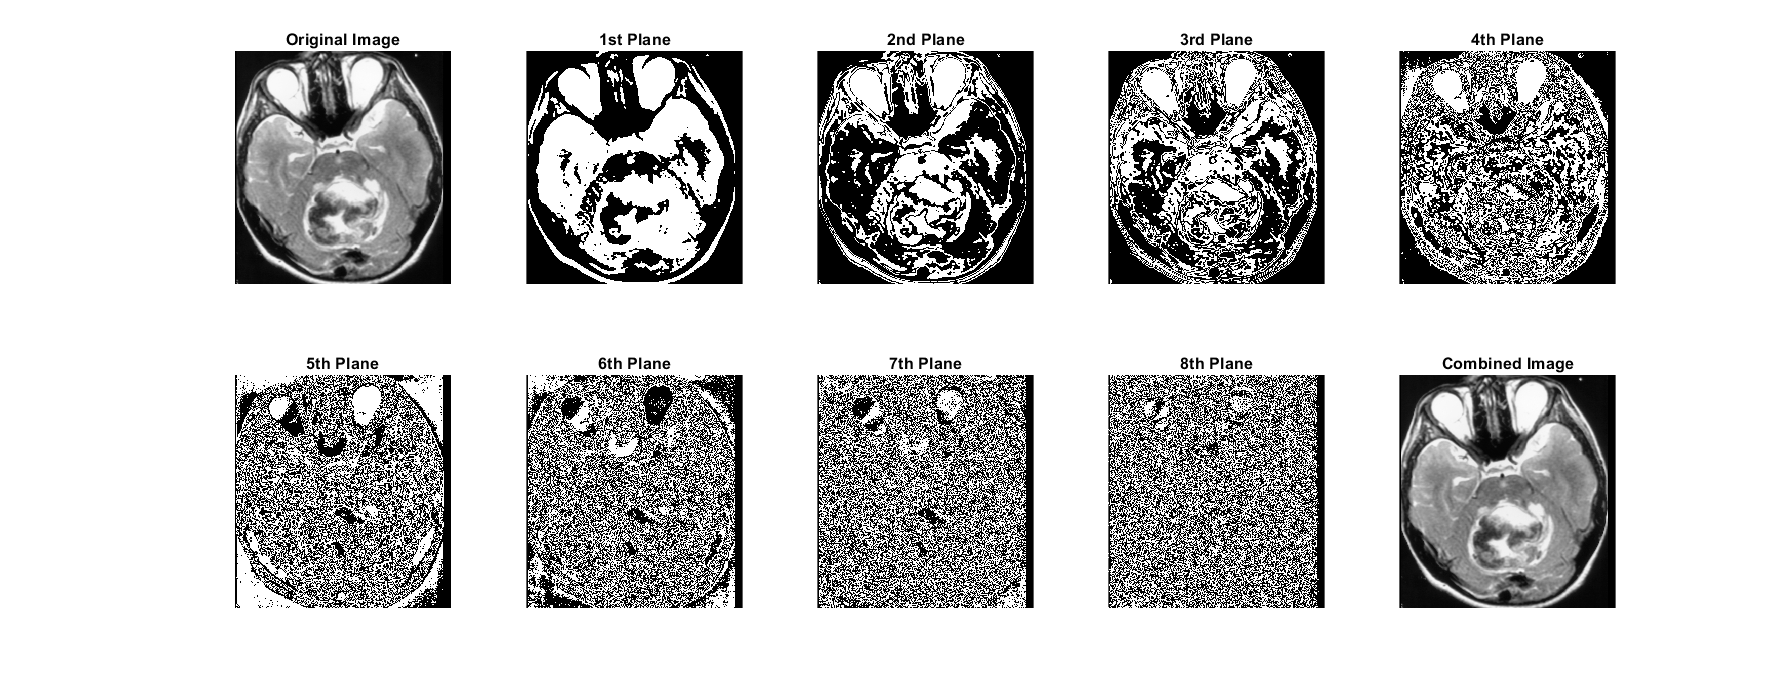 Original Image
1st Plane
2nd Plane
3rd Plane
4th Plane
5th Plane
6th Plane
7th Plane
8th Plane
Combined Image